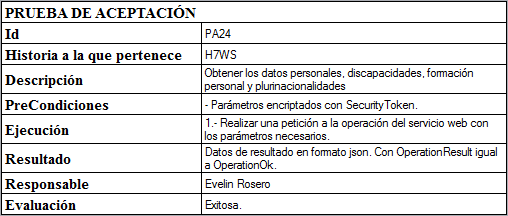 PRUEBA DE ACEPTACIÓN
Id PA24
Historia a la que pertenece H7WS
Descripción Obtener los datos personales, discapacidades, formación
personal y plurinacionalidades
PreCondiciones - Parámetros encriptados con SecurityToken.
Ejecución 1.- Realizar una petición a la operación del servicio web con
los parámetros necesarios.
Resultado Datos de resultado en formato json. Con OperationResult igual
a OperationOk.
Responsable Evelin Rosero
Evaluación Exitosa.